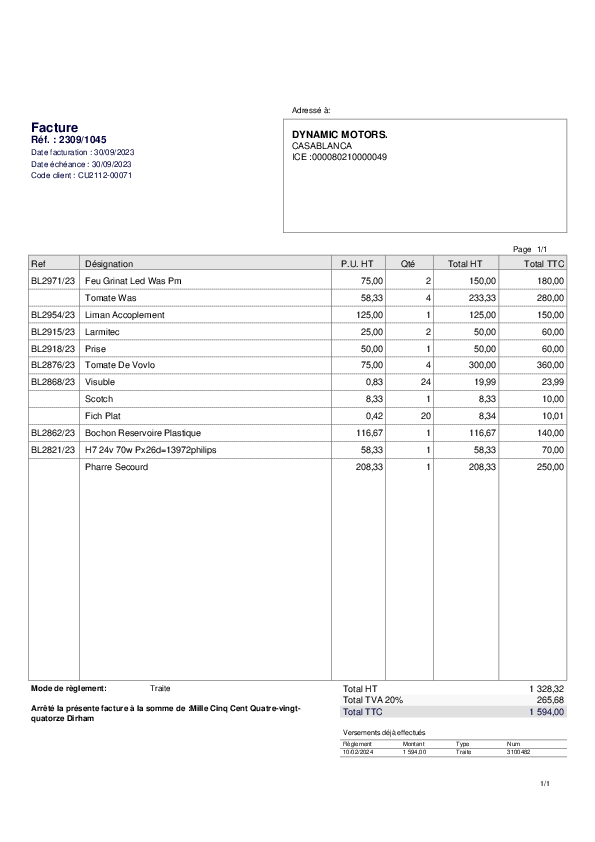 Adressé à:
Facture
Réf. : 2309/1045
Date facturation : 30/09/2023
Date échéance : 30/09/2023
Code client : CU2112-00071
DYNAMIC MOTORS.
CASABLANCA
ICE :000080210000049
Page 1/1
Ref Désignation P.U. HT Qté Total HT Total TTC
BL2971/23 Feu Grinat Led Was Pm 75,00 2 150,00 180,00
Tomate Was 58,33 4 233,33 280,00
BL2954/23 Liman Accoplement 125,00 1 125,00 150,00
BL2915/23 Larmitec 25,00 2 50,00 60,00
BL2918/23 Prise 50,00 1 50,00 60,00
BL2876/23 Tomate De Vovlo 75,00 4 300,00 360,00
BL2868/23 Visuble 0,83 24 19,99 23,99
Scotch 8,33 1 8,33 10,00
Fich Plat 0,42 20 8,34 10,01
BL2862/23 Bochon Reservoire Plastique 116,67 1 116,67 140,00
BL2821/23 H7 24v 70w Px26d=13972philips 58,33 1 58,33 70,00
Pharre Secourd 208,33 1 208,33 250,00
Mode de règlement: Traite
Arrêté la présente facture à la somme de :Mille Cinq Cent Quatre-vingt-
quatorze Dirham
Total HT 1 328,32
Total TVA 20% 265,68
Total TTC 1 594,00
Versements déjà effectués
Règlement Montant Type Num
10/02/2024 1 594,00 Traite 3100482
1/1